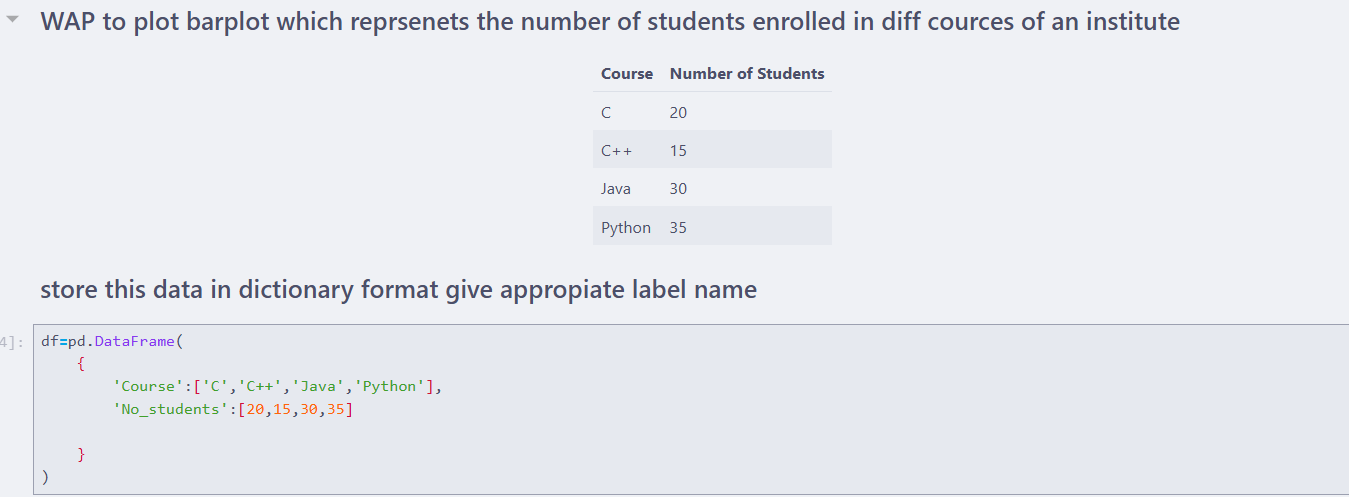 WAP to plot barplot which reprsenets the number of students enrolled in diff cources of an institute
Course Number of Students
C 20
C++ 15
Java 30
Python 35
store this data in dictionary format give appropiate label name
4]: df=pd.DataFrame(
{
'Course':['C','C++','Java','Python'],
'No_students':[20,15,30,35]
}
)